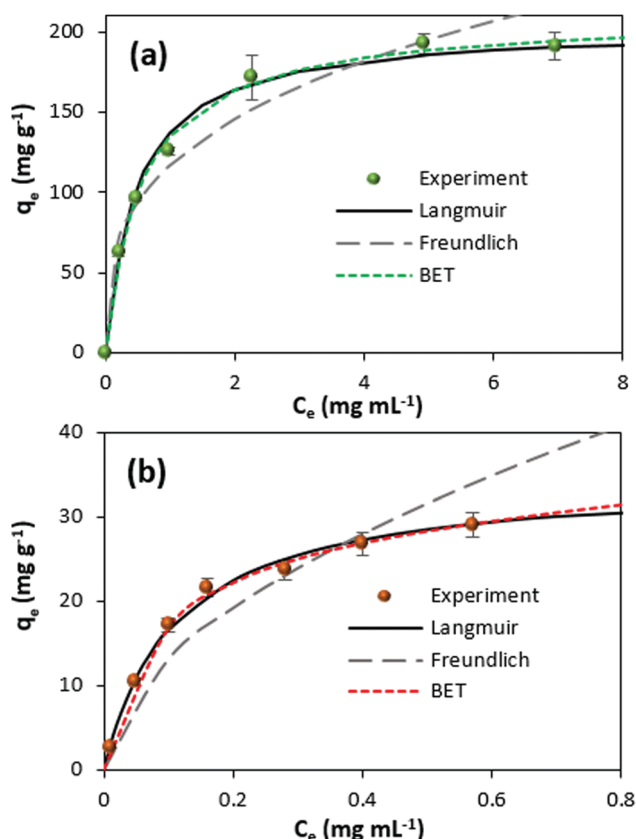 (a)
200
150
100
50
0
qe (mg g-1)
Experiment
Langmuir
Freundlich
BET
0 2 4 6 8
Ce (mg mL-1)
(b)
40
30
20
10
0
qe (mg g-1)
Experiment
Langmuir
Freundlich
BET
0 0.2 0.4 0.6 0.8
Ce (mg mL-1)